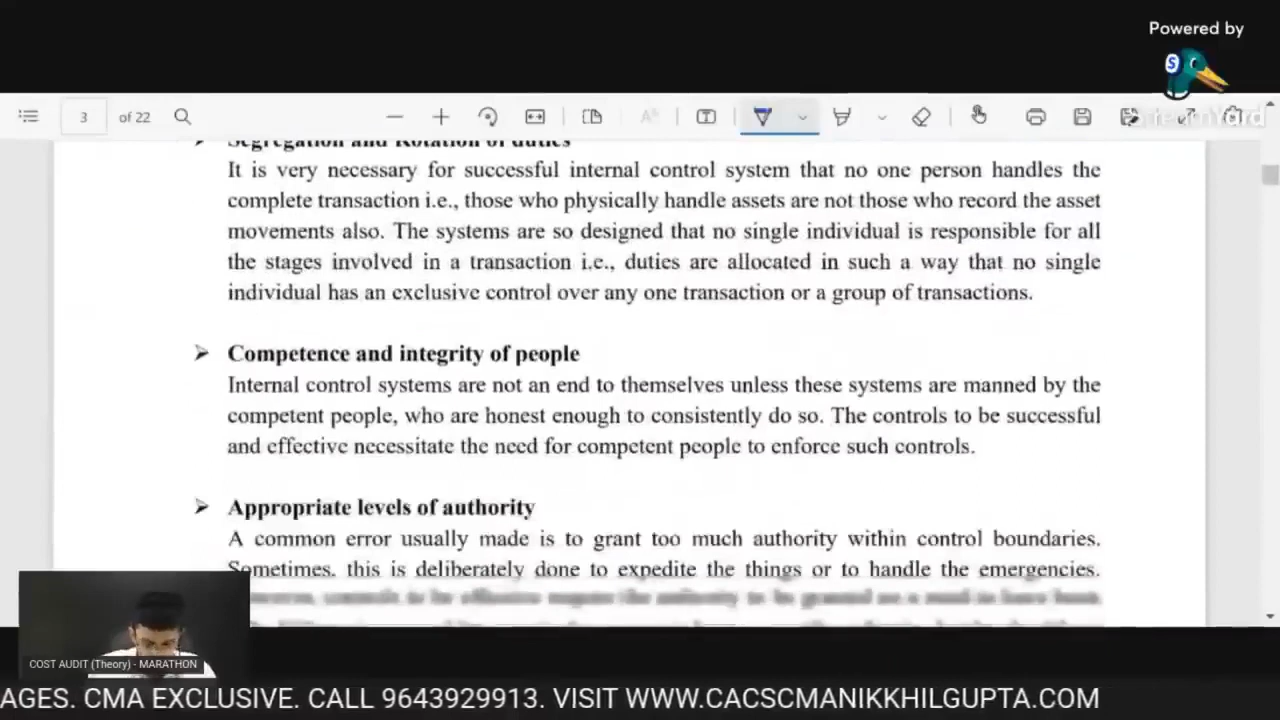 Powered by
S
3 of 22
Segregation and Rotation of duties
It is very necessary for successful internal control system that no one person handles the
complete transaction i.e., those who physically handle assets are not those who record the asset
movements also. The systems are so designed that no single individual is responsible for all
the stages involved in a transaction i.e., duties are allocated in such a way that no single
individual has an exclusive control over any one transaction or a group of transactions.
Competence and integrity of people
Internal control systems are not an end to themselves unless these systems are manned by the
competent people, who are honest enough to consistently do so. The controls to be successful
and effective necessitate the need for competent people to enforce such controls.
Appropriate levels of authority
A common error usually made is to grant too much authority within control boundaries.
Sometimes, this is deliberately done to expedite the things or to handle the emergencies.
COST AUDIT (Theory) - MARATHON
AGES. CMA EXCLUSIVE. CALL 9643929913. VISIT WWW.CACSCMANIKKHILGUPTA.COM